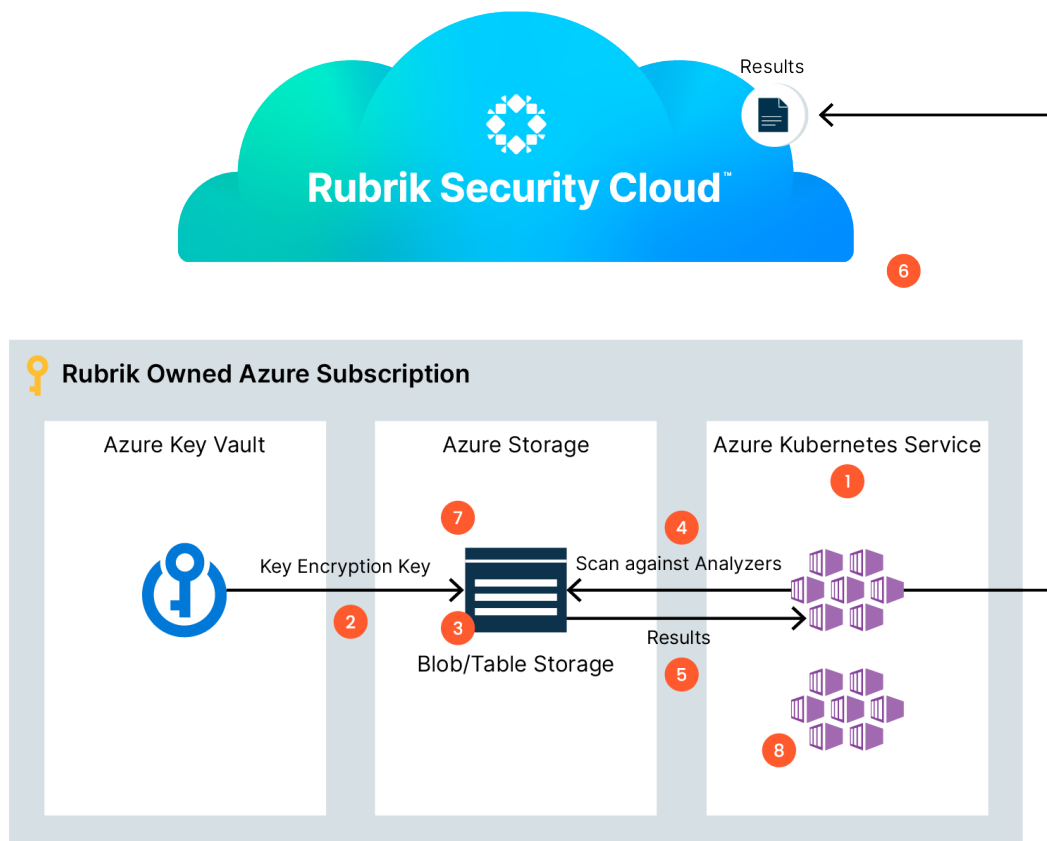 Results
Rubrik Security Cloud™
6
Rubrik Owned Azure Subscription
Azure Key Vault
Azure Storage
Azure Kubernetes Service
1
7
4
Key Encryption Key
Scan against Analyzers
2
3
Results
Blob/Table Storage
5
8